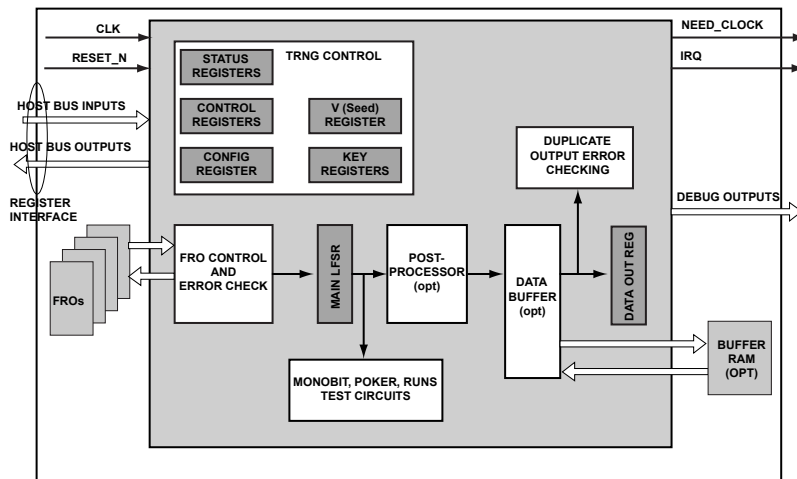 CLK
RESET_N
NEED_CLOCK
IRQ
TRNG CONTROL
STATUS
REGISTERS
CONTROL
REGISTERS
V (Seed)
REGISTER
CONFIG
REGISTER
KEY
REGISTERS
HOST BUS INPUTS
HOST BUS OUTPUTS
REGISTER
INTERFACE
DUPLICATE
OUTPUT ERROR
CHECKING
DEBUG OUTPUTS
FROs
FRO CONTROL
AND
ERROR CHECK
MAIN LFSR
POST-
PROCESSOR
(opt)
DATA
BUFFER
(opt)
DATA OUT REG
BUFFER
RAM
(OPT)
MONOBIT, POKER, RUNS
TEST CIRCUITS